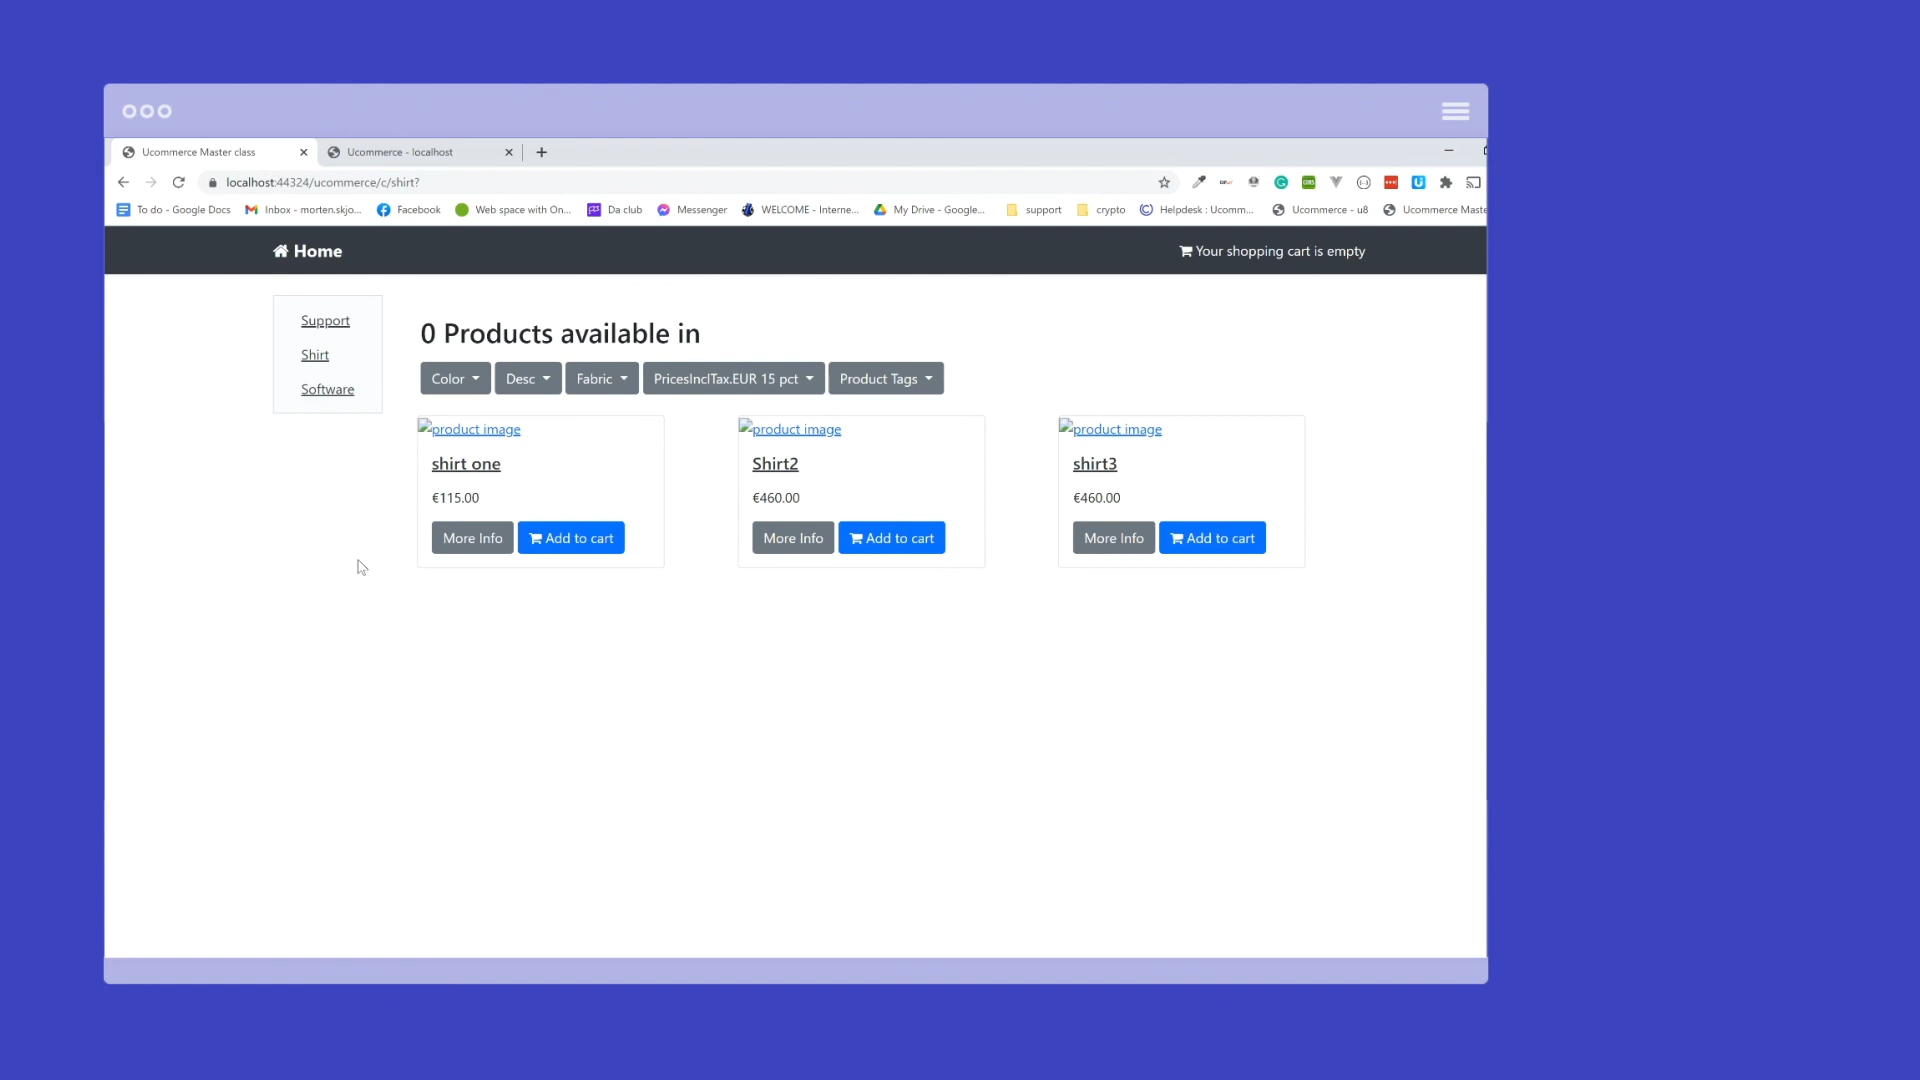 Ucommerce Master class
Ucommerce - localhost
localhost:44324/ucommerce/c/shirt?
To do - Google Docs
Inbox - morten.skjo...
Facebook
Web space with On...
Da club
Messenger
WELCOME - Interne...
My Drive - Google...
support
crypto
Helpdesk : Ucomm...
Ucommerce - u8
Ucommerce Maste
Home
Your shopping cart is empty
Support
Shirt
Software
0 Products available in
Color
Desc
Fabric
PricesInclTax.EUR 15 pct
Product Tags
product image
shirt one
€115.00
More Info
Add to cart
product image
Shirt2
€460.00
More Info
Add to cart
product image
shirt3
€460.00
More Info
Add to cart